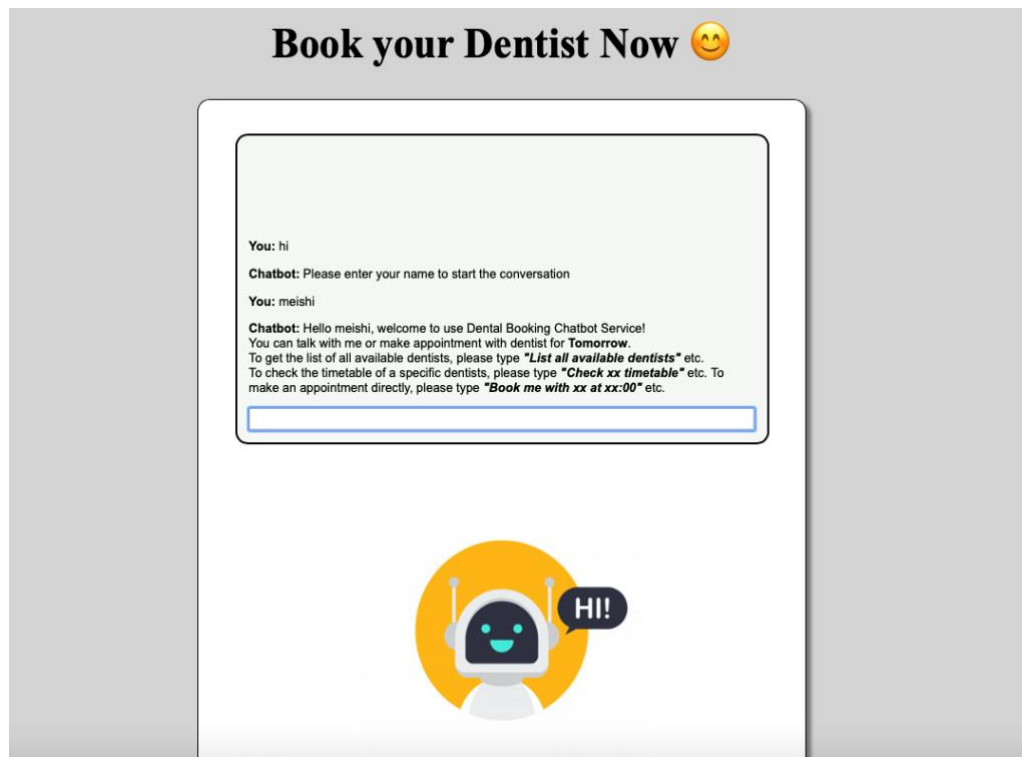 Book your Dentist Now 😊
You: hi
Chatbot: Please enter your name to start the conversation
You: meishi
Chatbot: Hello meishi, welcome to use Dental Booking Chatbot Service!
You can talk with me or make appointment with dentist for Tomorrow.
To get the list of all available dentists, please type "List all available dentists" etc.
To check the timetable of a specific dentists, please type "Check xx timetable" etc. To
make an appointment directly, please type "Book me with xx at xx:00" etc.
HI!